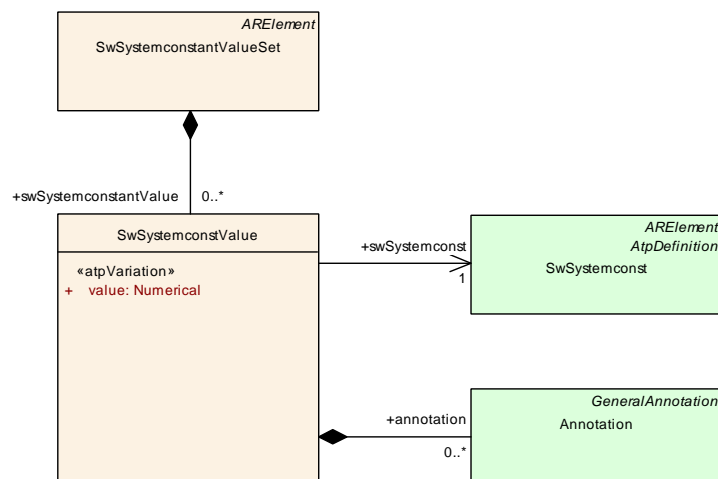 ARElement
SwSystemconstantValueSet
+swSystemconstantValue 0..*
SwSystemconstValue
«atpVariation»
+ value: Numerical
+swSystemconst
1
ARElement
AtpDefinition
SwSystemconst
+annotation
0..*
GeneralAnnotation
Annotation